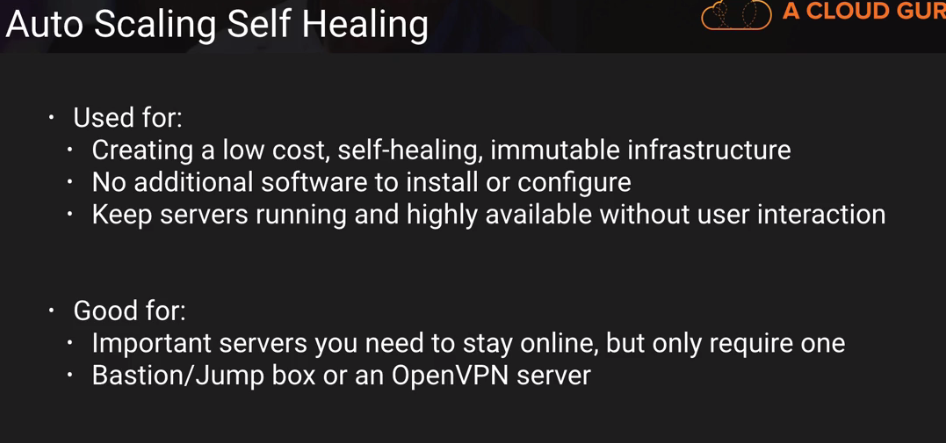 Auto Scaling Self Healing
A CLOUD GUR
• Used for:
• Creating a low cost, self-healing, immutable infrastructure
• No additional software to install or configure
• Keep servers running and highly available without user interaction
• Good for:
• Important servers you need to stay online, but only require one
• Bastion/Jump box or an OpenVPN server